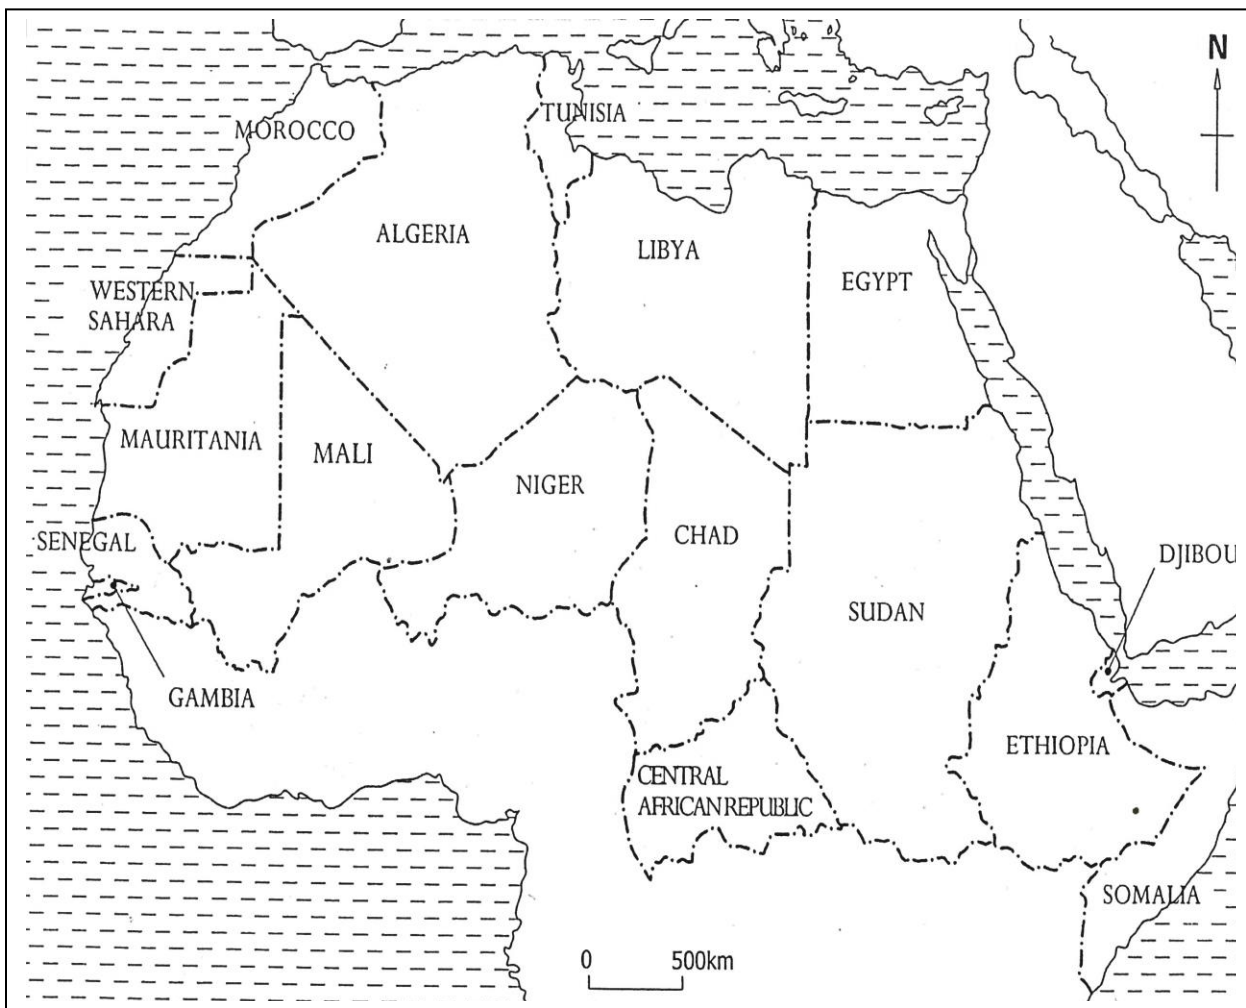 N
TUNISIA
MOROCCO
ALGERIA
LIBYA
EGYPT
WESTERN
SAHARA
MAURITANIA
MALI
NIGER
CHAD
SENEGAL
DJIBOU
SUDAN
GAMBIA
ETHIOPIA
CENTRAL
AFRICAN REPUBLIC
SOMALIA
0 500km